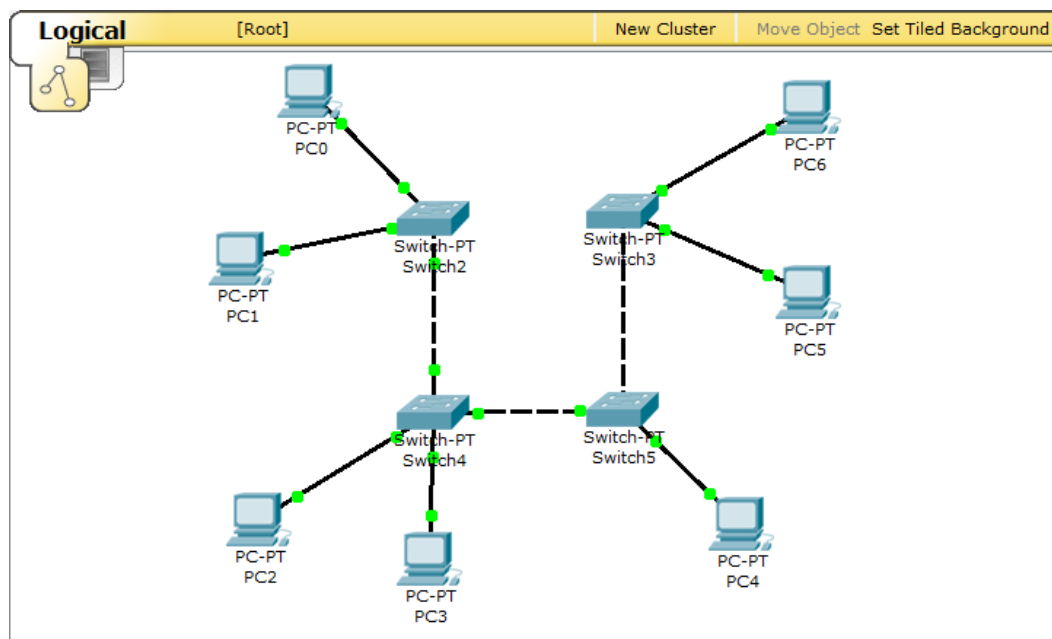 Logical [Root] New Cluster Move Object Set Tiled Background
PC-PT
PC0
PC-PT
PC6
Switch-PT
Switch2
Switch-PT
Switch3
PC-PT
PC1
PC-PT
PC5
Switch-PT
Switch4
Switch-PT
Switch5
PC-PT
PC2
PC-PT
PC3
PC-PT
PC4